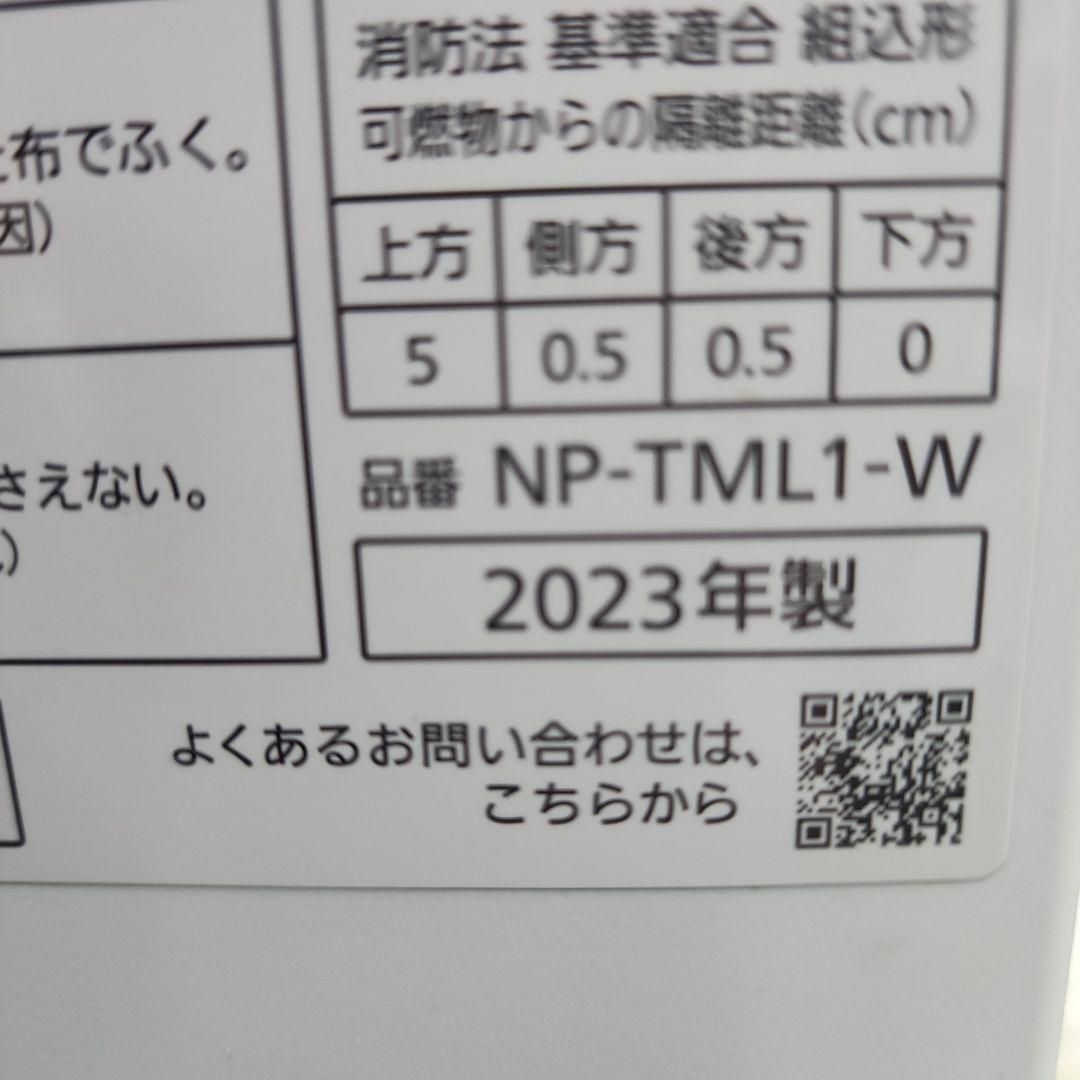 消防法 基準適合 組込形
可燃物からの隔離距離(cm)
上方 側方 後方 下方
5 0.5 0.5 0
品番 NP-TML1-W
2023年製
布でふく。
因)
さえない。
よくあるお問い合わせは、
こちらから